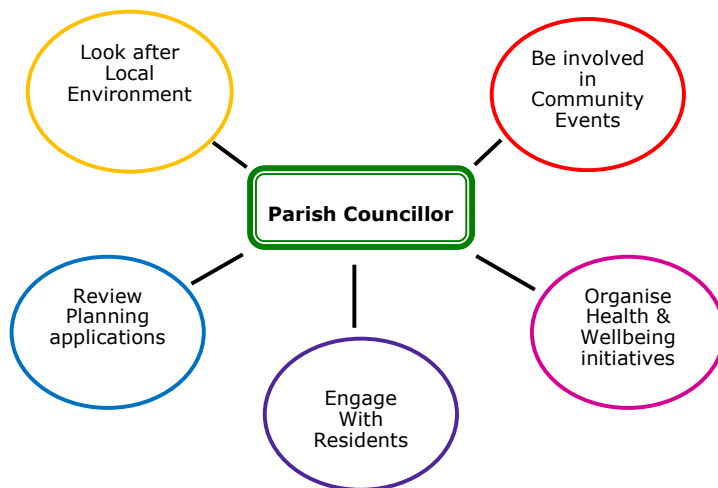 Look after
Local
Environment
Be involved
in
Community
Events
Parish Councillor
Review
Planning
applications
Organise
Health &
Wellbeing
initiatives
Engage
With
Residents